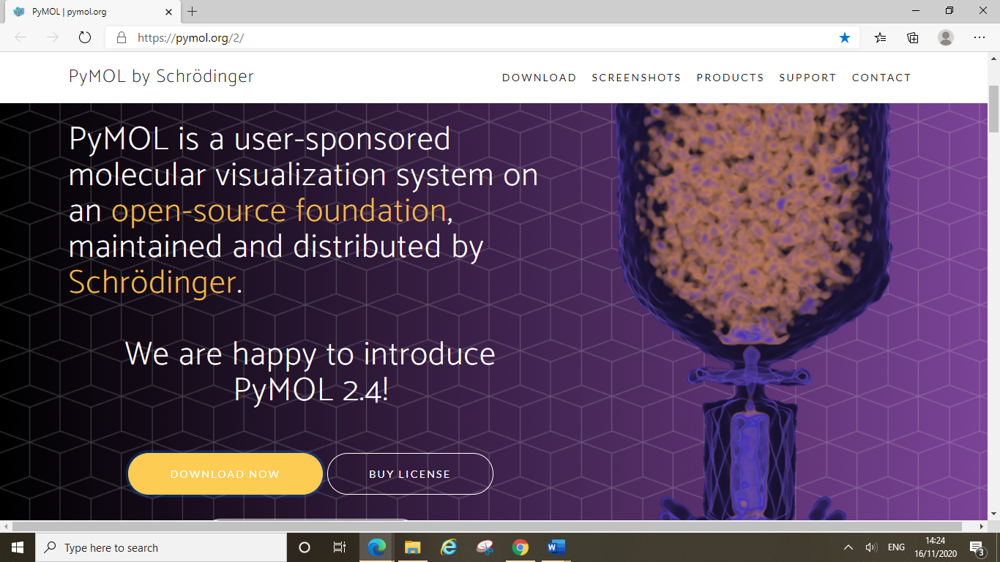 PyMOL | pymol.org
https://pymol.org/2/
PyMOL by Schrödinger
DOWNLOAD SCREENSHOTS PRODUCTS SUPPORT CONTACT
PyMOL is a user-sponsored
molecular visualization system on
an open-source foundation,
maintained and distributed by
Schrödinger.
We are happy to introduce
PyMOL 2.4!
DOWNLOAD NOW BUY LICENSE
Type here to search
ENG
14:24
16/11/2020
3